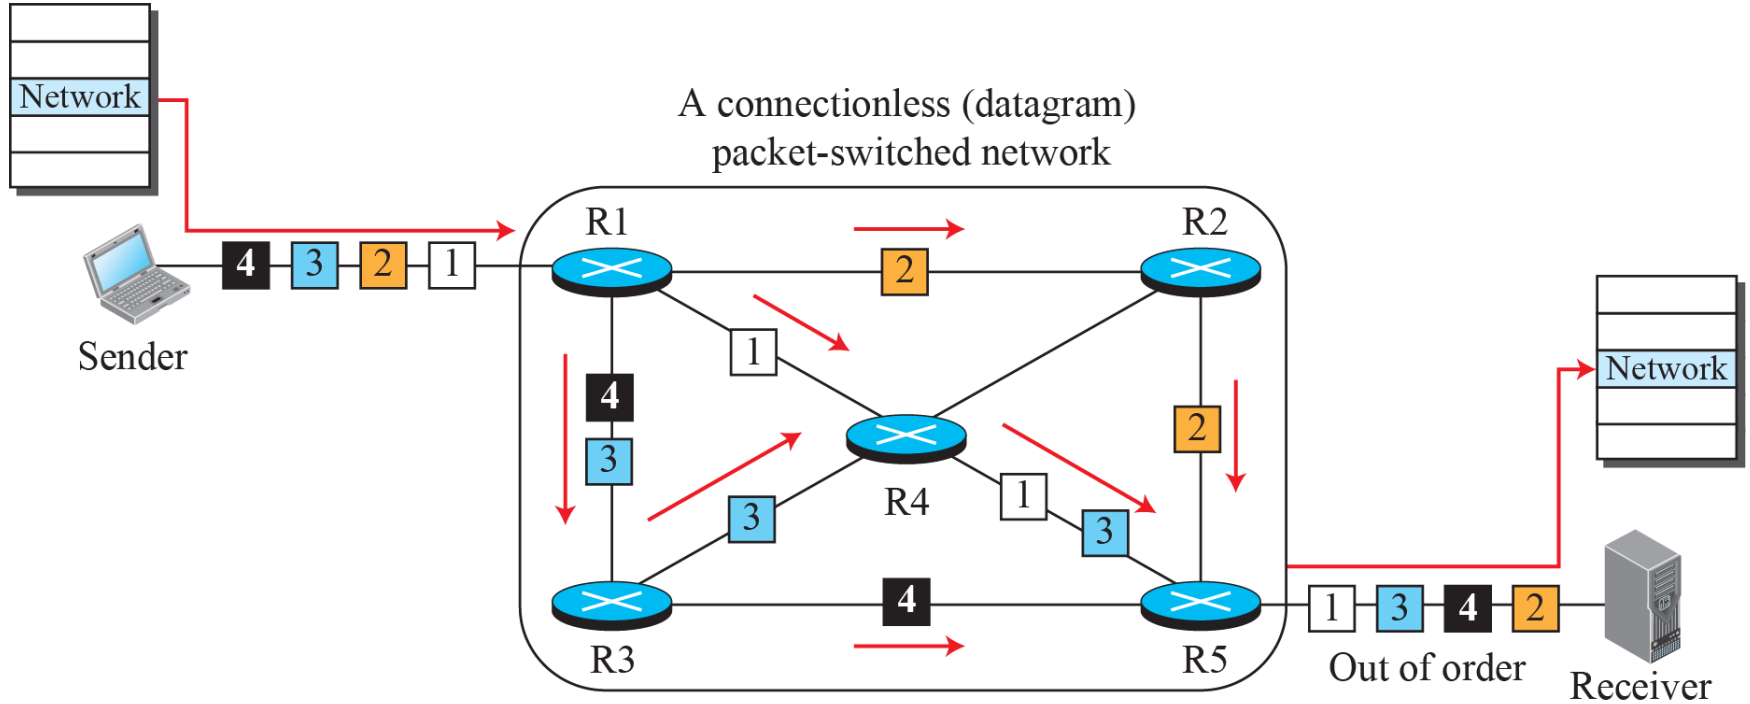 Network
A connectionless (datagram)
packet-switched network
R1
R2
4 3 2 1
2
Sender
1
Network
4
2
3
R4
1
3
3
4
1 3 4 2
R3
R5
Out of order
Receiver